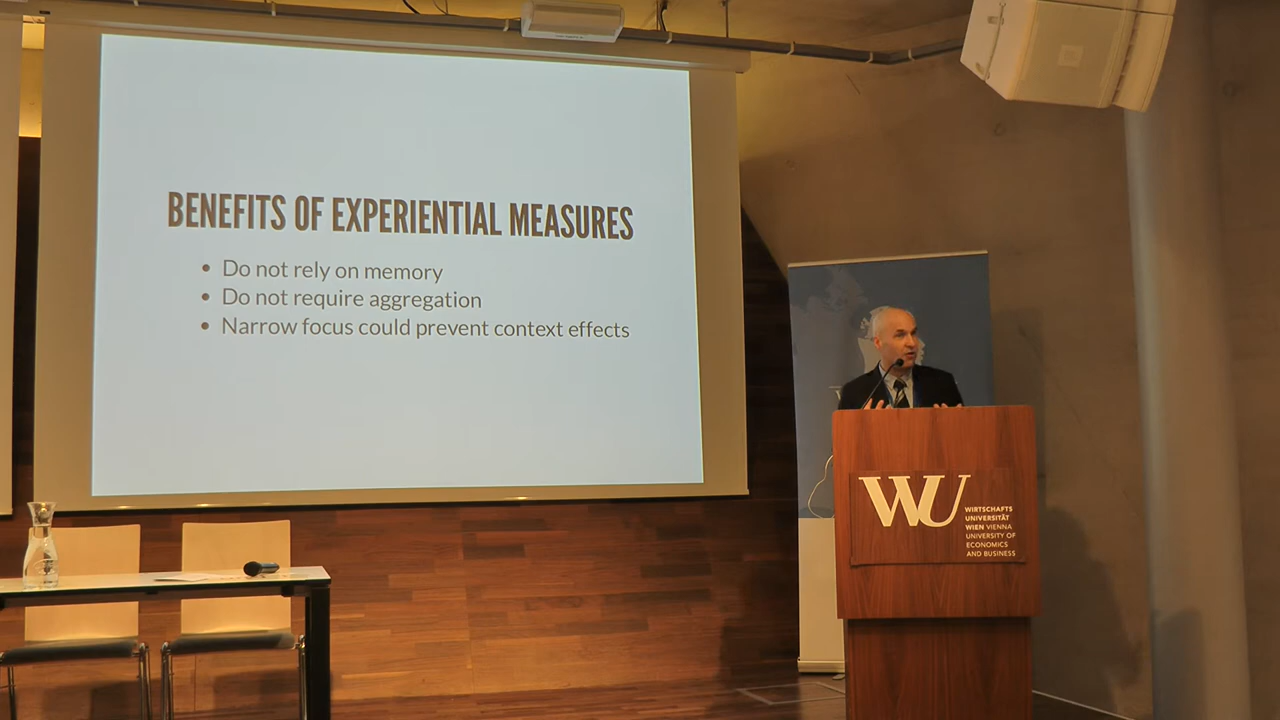 BENEFITS OF EXPERIENTIAL MEASURES
• Do not rely on memory
• Do not require aggregation
• Narrow focus could prevent context effects
WU
WIRTSCHAFTS
UNIVERSITÄT
WIEN VIENNA
UNIVERSITY OF
ECONOMICS
AND BUSINESS